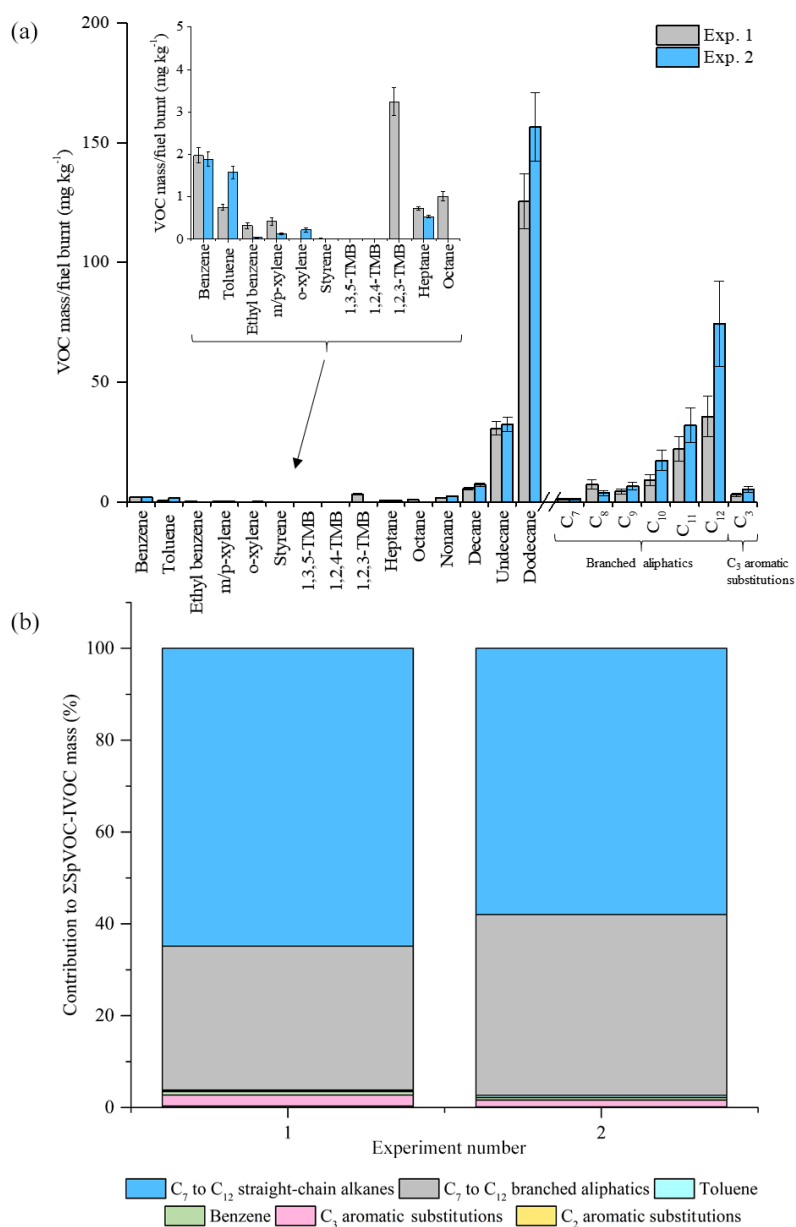 (a)
200
150
100
50
0
VOC mass/fuel burnt (mg kg⁻¹)
Exp. 1
Exp. 2
5
4
3
2
1
0
VOC mass/fuel burnt (mg kg⁻¹)
Benzene
Toluene
Ethyl benzene
m/p-xylene
o-xylene
Styrene
1,3,5-TMB
1,2,4-TMB
1,2,3-TMB
Heptane
Octane
Benzene
Toluene
Ethyl benzene
m/p-xylene
o-xylene
Styrene
1,3,5-TMB
1,2,4-TMB
1,2,3-TMB
Heptane
Octane
Nonane
Decane
Undecane
Dodecane
C₇
C₈
C₉
C₁₀
C₁₁
C₁₂
C₃
Branched aliphatics
C₃ aromatic
substitutions
(b)
100
80
60
40
20
0
Contribution to ΣSpVOC-IVOC mass (%)
1
2
Experiment number
C₇ to C₁₂ straight-chain alkanes C₇ to C₁₂ branched aliphatics Toluene
Benzene C₃ aromatic substitutions C₂ aromatic substitutions